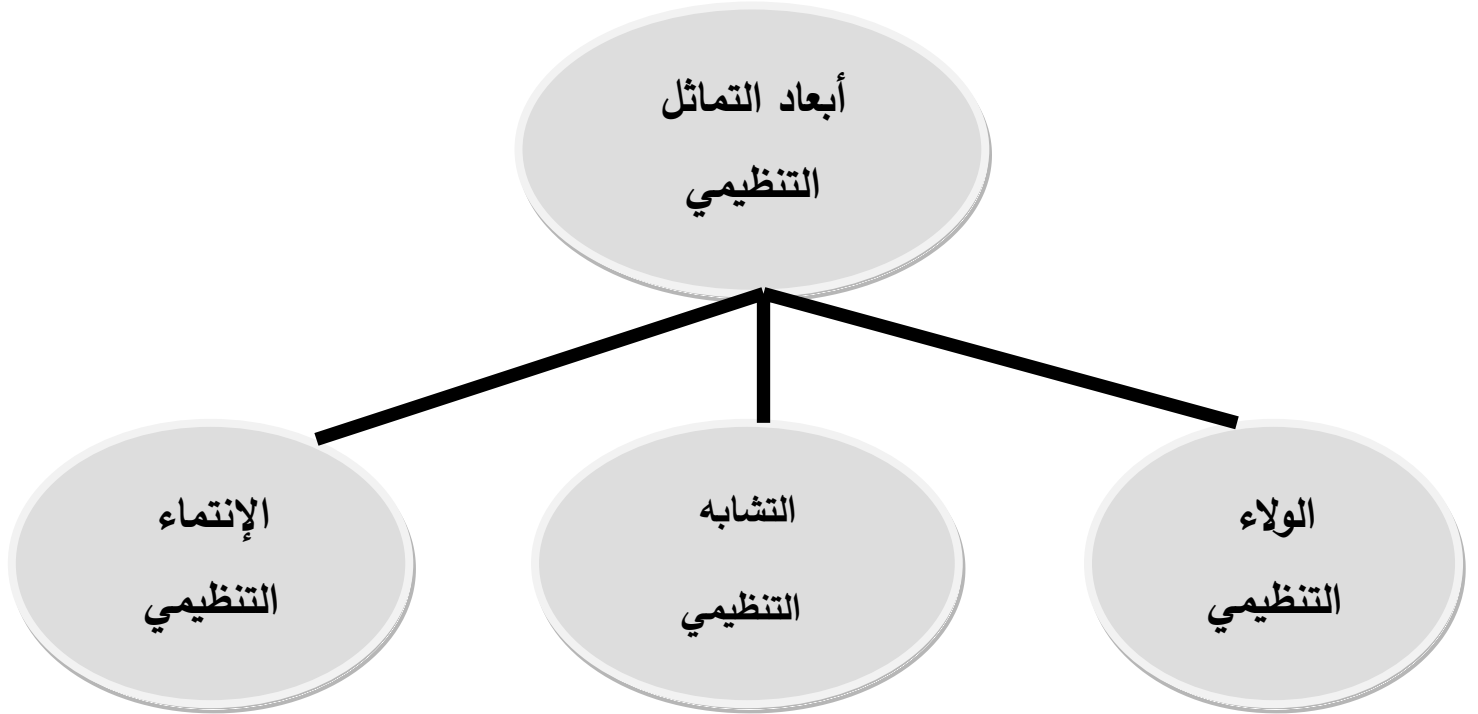 أبعاد التماثل
التنظيمي
الولاء
التنظيمي
التشابه
التنظيمي
الإنتماء
التنظيمي